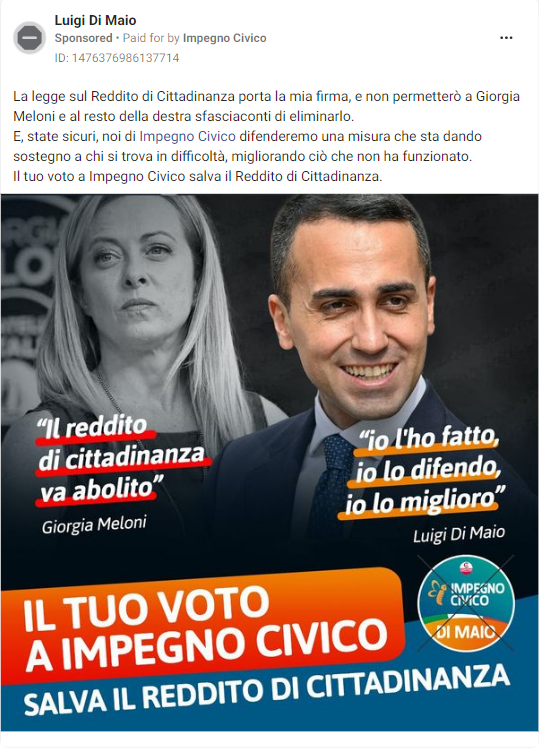 Luigi Di Maio
Sponsored • Paid for by Impegno Civico
ID: 1476376986137714
La legge sul Reddito di Cittadinanza porta la mia firma, e non permetterò a Giorgia
Meloni e al resto della destra sfasciaconti di eliminarlo.
E, state sicuri, noi di Impegno Civico difenderemo una misura che sta dando
sostegno a chi si trova in difficoltà, migliorando ciò che non ha funzionato.
Il tuo voto a Impegno Civico salva il Reddito di Cittadinanza.
“Il reddito
di cittadinanza
va abolito”
Giorgia Meloni
“io l'ho fatto,
io lo difendo,
io lo miglioro”
Luigi Di Maio
IMPEGNO
CIVICO
DI MAIO
IL TUO VOTO
A IMPEGNO CIVICO
SALVA IL REDDITO DI CITTADINANZA